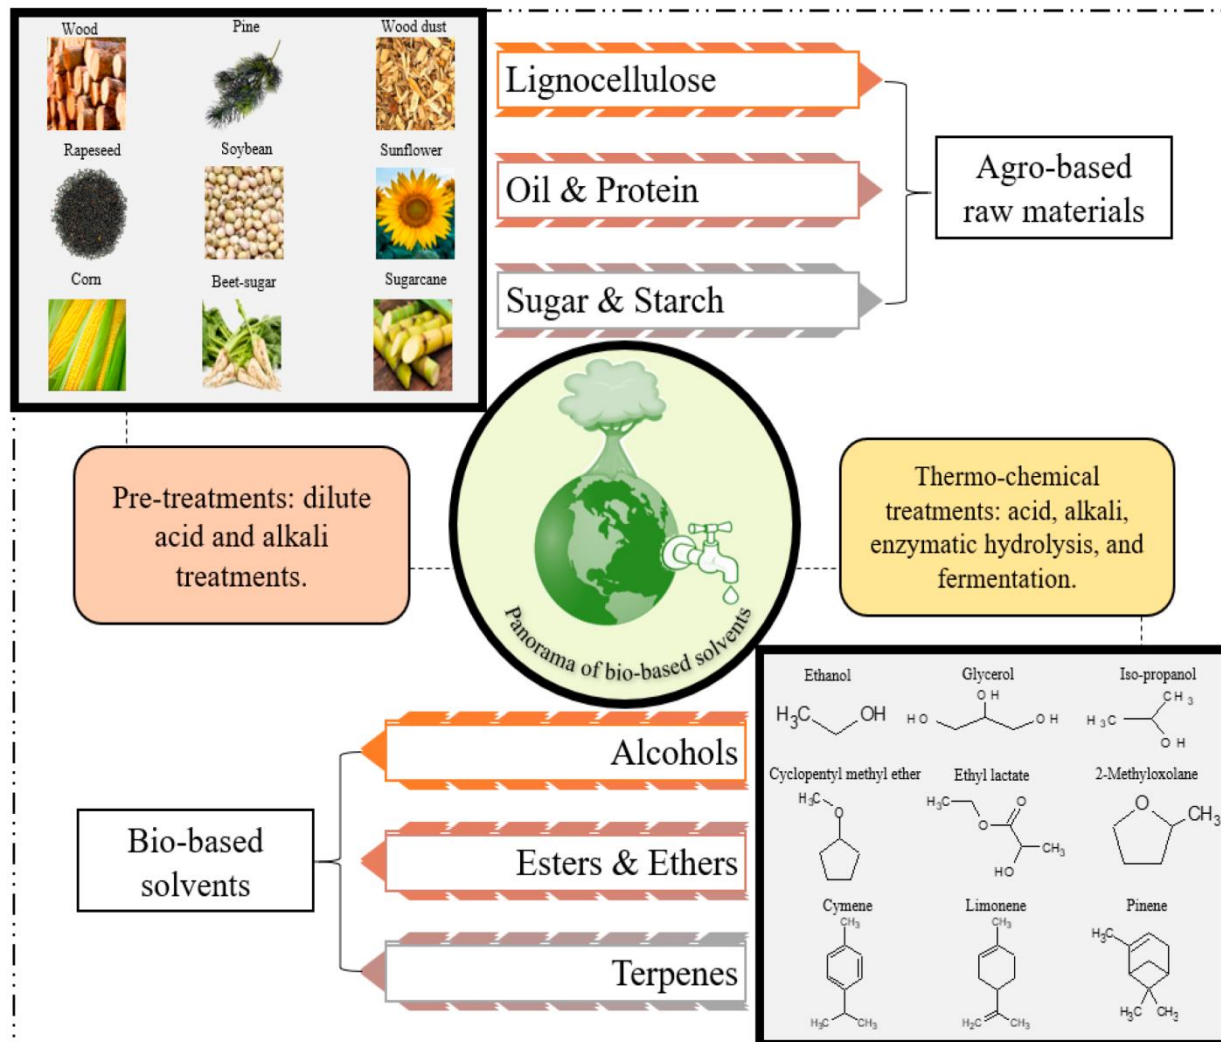 Wood
Pine
Wood dust
Rapeseed
Soybean
Sunflower
Corn
Beet-sugar
Sugarcane
Lignocellulose
Oil & Protein
Sugar & Starch
Agro-based
raw materials
Pre-treatments: dilute
acid and alkali
treatments.
Panorama of bio-based solvents
Thermo-chemical
treatments: acid, alkali,
enzymatic hydrolysis, and
fermentation.
Bio-based
solvents
Alcohols
Esters & Ethers
Terpenes
Ethanol
H₃C
OH
Glycerol
OH
HO
OH
Iso-propanol
CH₃
H₃C
OH
Cyclopentyl methyl ether
H₃C
O
Ethyl lactate
H₃C
O
O
CH₃
HO
2-Methyloxolane
O
CH₃
Cymene
CH₃
H₃C
CH₃
Limonene
CH₃
H₂C
CH₃
Pinene
H₃C
H₃C
CH₃